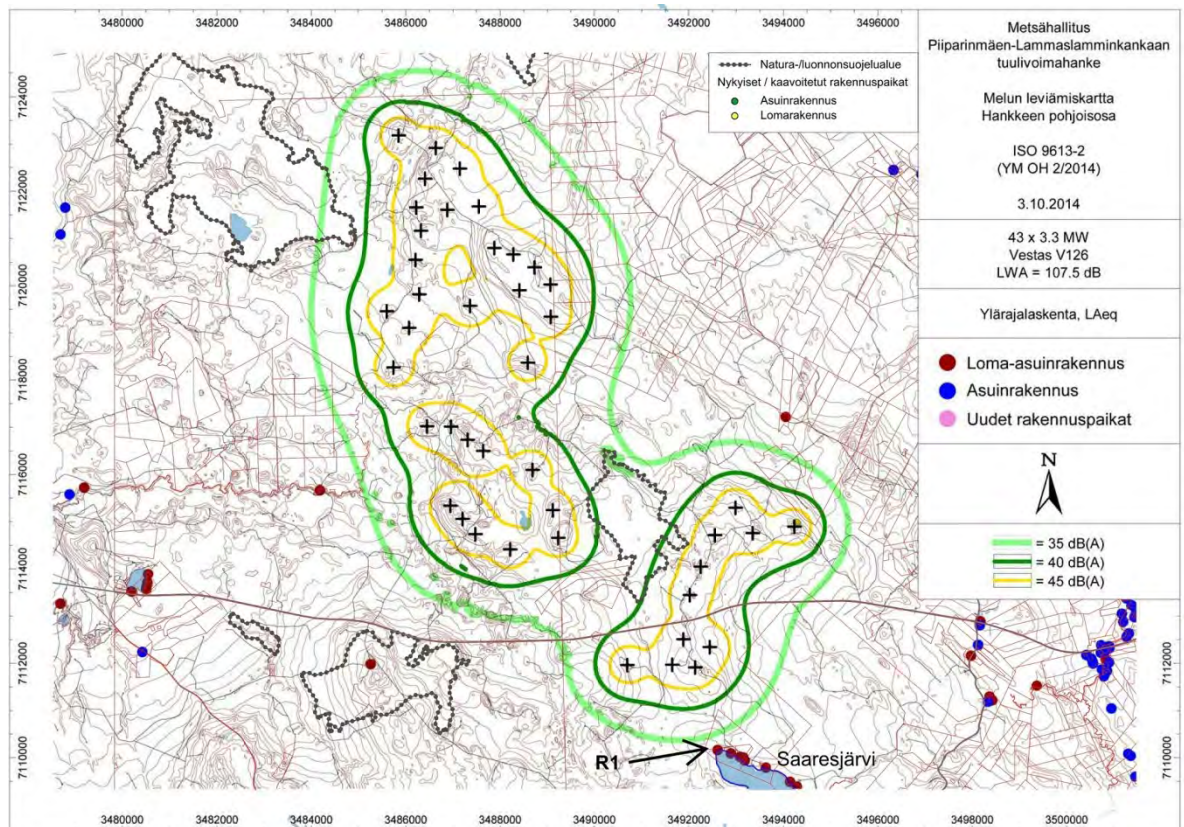 3480000 3482000 3484000 3486000 3488000 3490000 3492000 3494000 3496000
7124000
7122000
7120000
7118000
7116000
7114000
7112000
7110000
Natura-/luonnonsuojelualue
Nykyiset / kaavoitetut rakennuspaikat
Asuinrakennus
Lomarakennus
R1
Saaresjärvi
Metsähallitus
Piiparinmäen-Lammaslamminkankaan
tuulivoimahanke
Melun leviämiskartta
Hankkeen pohjoisosa
ISO 9613-2
(YM OH 2/2014)
3.10.2014
43 x 3.3 MW
Vestas V126
LWA = 107.5 dB
Ylärajalaskenta, LAeq
Loma-asuinrakennus
Asuinrakennus
Uudet rakennuspaikat
N
= 35 dB(A)
= 40 dB(A)
= 45 dB(A)
7112000
7110000
3480000 3482000 3484000 3486000 3488000 3490000 3492000 3494000 3496000 3498000 3500000